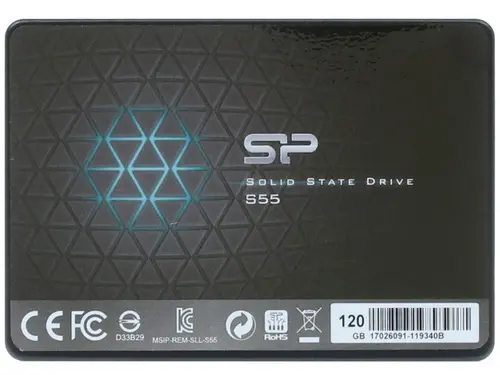 SP
SOLID STATE DRIVE
S55
CE FC D33B29 MSIP-REM-SLL-S55 RoHS
120
GB 17026091-119340B